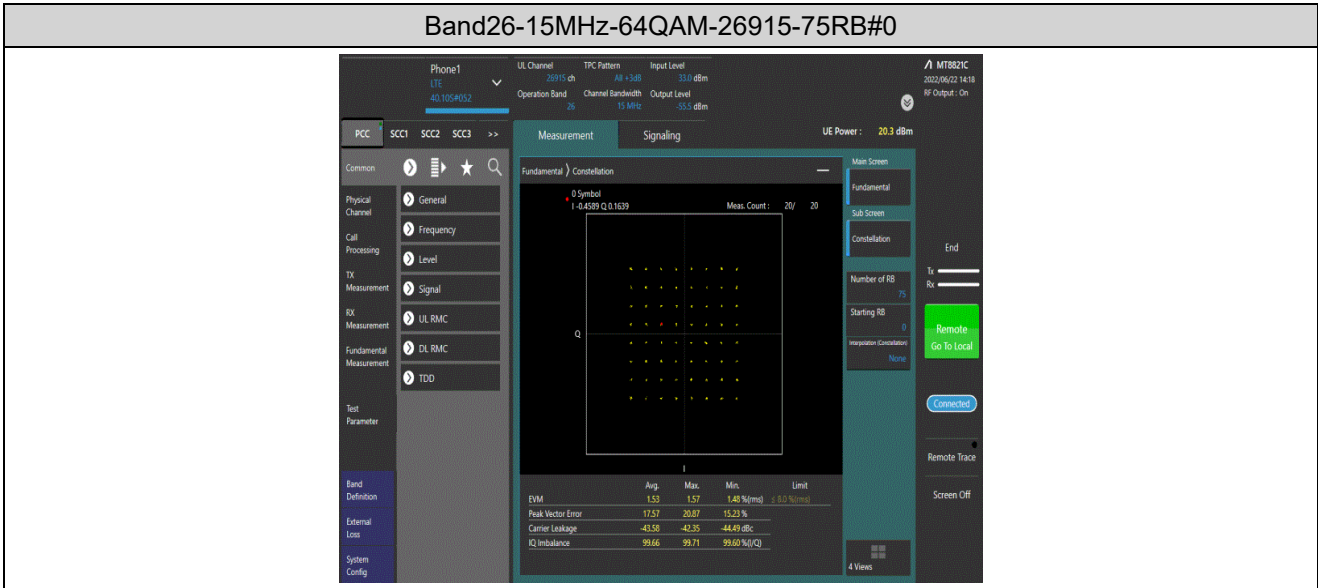 Band26-15MHz-64QAM-26915-75RB#0
Phone1
LTE
40.10S#052
UL Channel
26915 ch
TPC Pattern
All +3dB
Input Level
33.0 dBm
Operation Band
26
Channel Bandwidth
15 MHz
Output Level
-55.5 dBm
MT8821C
2022/06/22 14:18
RF Output : On
PCC SCC1 SCC2 SCC3 >>
Measurement Signaling
UE Power : 20.3 dBm
Common
Physical
Channel
Call
Processing
TX
Measurement
RX
Measurement
Fundamental
Measurement
Test
Parameter
Band
Definition
External
Loss
System
Config
General
Frequency
Level
Signal
UL RMC
DL RMC
TDD
Fundamental Constellation
0 Symbol
I -0.4589 Q 0.1639
Meas. Count : 20/ 20
Q
I
Avg. Max. Min. Limit
EVM 1.53 1.57 1.48 %(rms) ≤ 8.0 %(rms)
Peak Vector Error 17.57 20.87 15.23 %
Carrier Leakage -43.58 -42.35 -44.49 dBc
IQ Imbalance 99.66 99.71 99.60 %(I/Q)
Main Screen
Fundamental
Sub Screen
Constellation
Number of RB
75
Starting RB
0
Interpolation (Constellation)
None
4 Views
End
Tx
Rx
Remote
Go To Local
Connected
Remote Trace
Screen Off